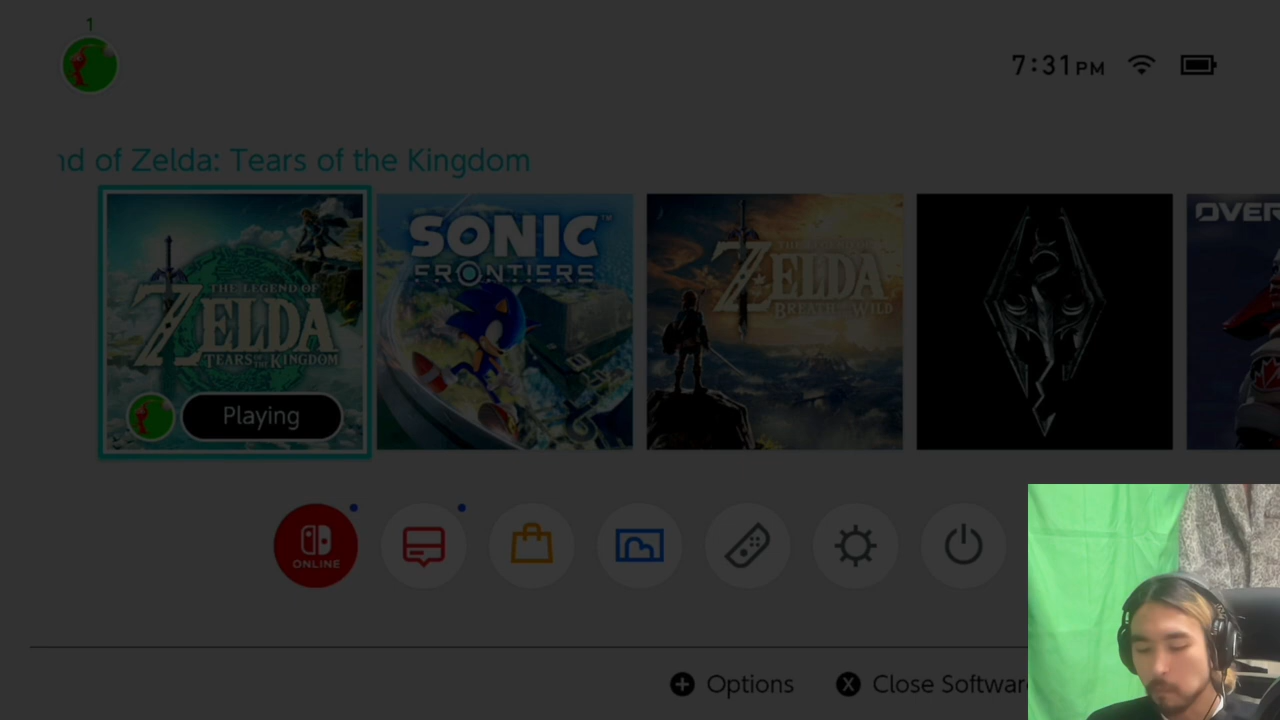 1
7:31 PM
nd of Zelda: Tears of the Kingdom
THE LEGEND OF
ZELDA
TEARS OF THE KINGDOM
Playing
SONIC™
FRONTIERS
THE LEGEND OF
ZELDA
BREATH OF THE WILD
OVER
ONLINE
Options
X Close Softwar